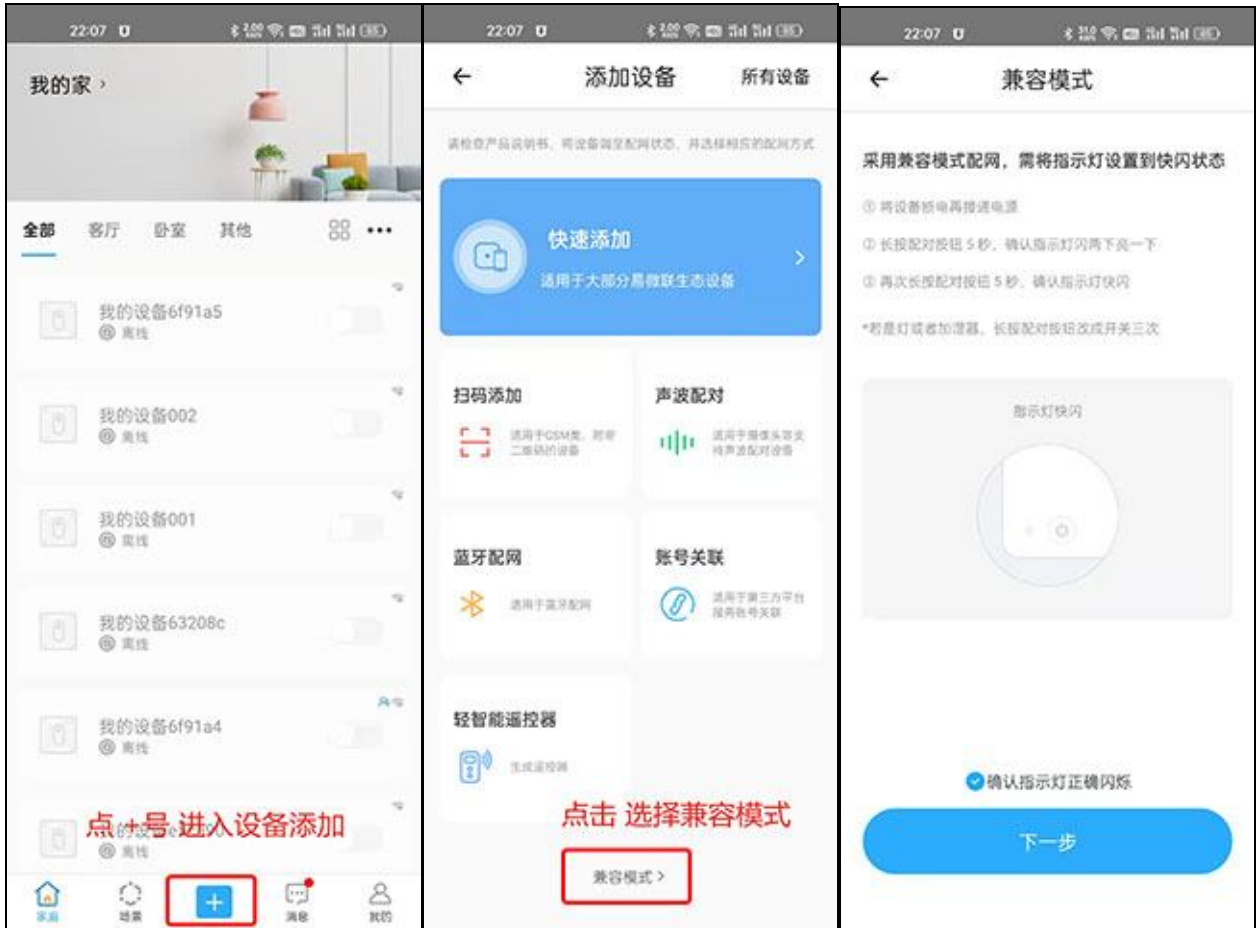 22:07
我的家 ›
全部 客厅 卧室 其他
我的设备6f91a5
离线
我的设备002
离线
我的设备001
离线
我的设备63208c
离线
我的设备6f91a4
离线
点 +号 进入设备添加
离线
家庭 场景 消息 我的
22:07
添加设备 所有设备
请检查产品说明书，将设备调至配网状态，并选择相应的配网方式
快速添加
适用于大部分易微联生态设备
扫码添加
适用于GSM类，附带
二维码的设备
声波配对
适用于摄像头等支
持声波配对设备
蓝牙配网
适用于蓝牙配网
账号关联
适用于第三方平台
服务账号关联
轻智能遥控器
生成遥控器
点击 选择兼容模式
兼容模式 >
22:07
兼容模式
采用兼容模式配网，需将指示灯设置到快闪状态
① 将设备断电再接通电源
② 长按配对按钮 5 秒，确认指示灯闪两下亮一下
③ 再次长按配对按钮 5 秒，确认指示灯快闪
*若是灯或者加湿器，长按配对按钮改成开关三次
指示灯快闪
确认指示灯正确闪烁
下一步